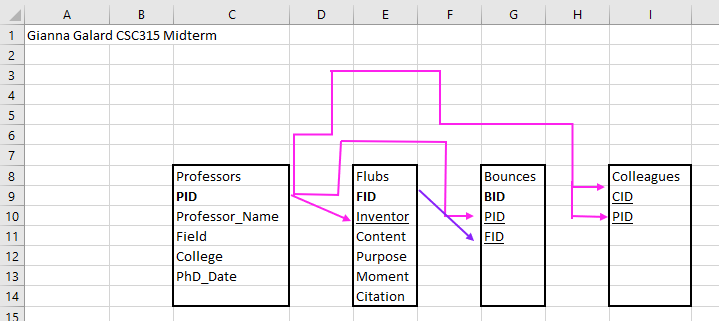 A B C D E F G H I
1 Gianna Galard CSC315 Midterm
2
3
4
5
6
7
8 Professors Flubs Bounces Colleagues
9 PID FID BID CID
10 Professor_Name Inventor PID PID
11 Field Content FID
12 College Purpose
13 PhD_Date Moment
14 Citation
15